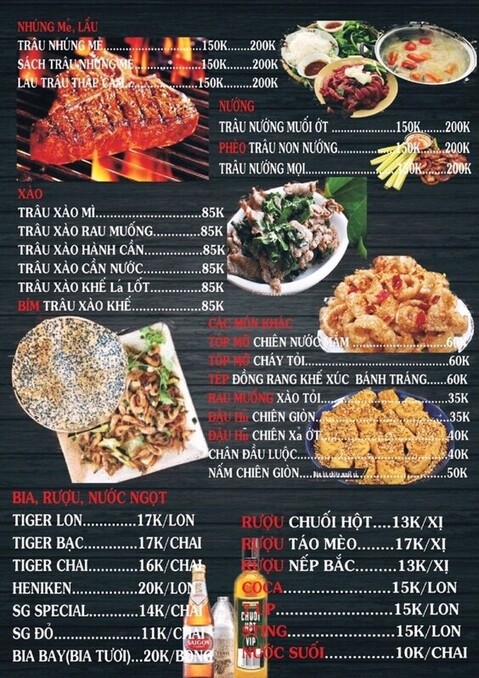 NHÚNG Mẻ, LẨU
TRÂU NHÚNG MẺ..................150K........200K
SÁCH TRÂU NHÚNG MẺ.............150K.......200K
LẨU TRÂU THẬP CẨM..............150K.......200K
NƯỚNG
TRÂU NƯỚNG MUỐI ỚT ................150K........200K
PHÈO TRÂU NON NƯỚNG..............150K........200K
TRÂU NƯỚNG MỌI .....................150K........200K
XÀO
TRÂU XÀO MÌ.......................85K
TRÂU XÀO RAU MUỐNG...........85K
TRÂU XÀO HÀNH CẦN.............85K
TRÂU XÀO CẦN NƯỚC.............85K
TRÂU XÀO KHẾ Lá LỐT...........85K
BÌM TRÂU XÀO KHẾ...............85K
CÁC MÓN KHÁC
TÓP MỠ CHIÊN NƯỚC MẮM ..................60K
TÓP MỠ CHÁY TỎI............................60K
TÉP ĐỒNG RANG KHẾ XÚC BÁNH TRÁNG......60K
RAU MUỐNG XÀO TỎI........................35K
ĐẬU Hũ CHIÊN GIÒN........................35K
ĐẬU Hũ CHIÊN Xả ỚT.......................40K
CHÂN ĐẦU LUỘC............................40K
NẤM CHIÊN GIÒN...........................50K
BIA, RƯỢU, NƯỚC NGỌT
TIGER LON.............17K/LON
TIGER BẠC.............17K/CHAI
TIGER CHAI............16K/CHAI
HENIKEN..............20K/LON
SG SPECIAL...........14K/CHAI
SG ĐỎ..................11K/CHAI
BIA BAY(BIA TƯƠI)...20K/BÓNG
RƯỢU CHUỐI HỘT....13K/XỊ
RƯỢU TÁO MÈO.......17K/XỊ
RƯỢU NẾP BẮC.........13K/XỊ
COCA....................15K/LON
7 UP.....................15K/LON
STING...................15K/LON
NƯỚC SUỐI............10K/CHAI
SAIGON
CHUỐI
HỘT
VIP